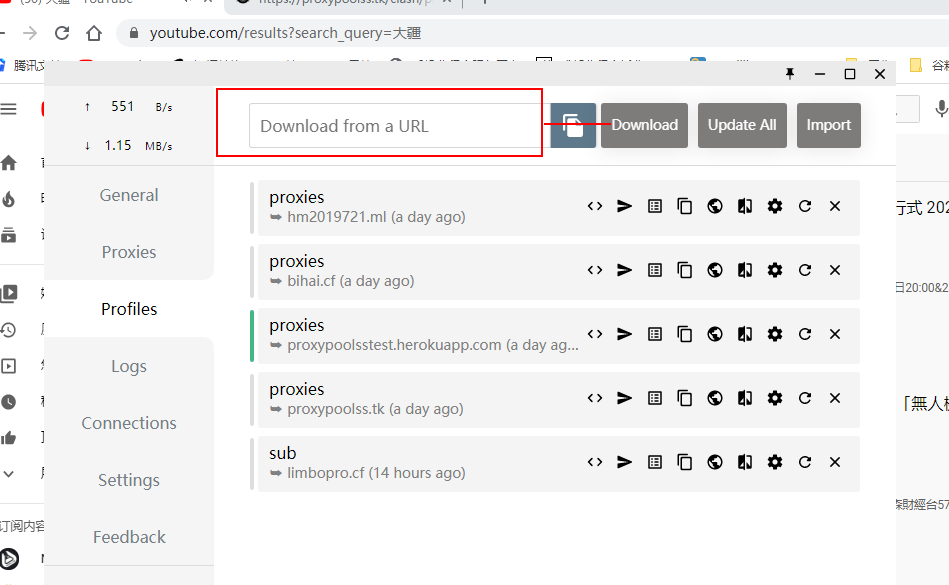 youtube.com/results?search_query=大疆
腾讯文
551 B/s
1.15 MB/s
Download from a URL
Download
Update All
Import
General
Proxies
Profiles
Logs
Connections
Settings
Feedback
proxies
hm2019721.ml (a day ago)
proxies
bihai.cf (a day ago)
proxies
proxypoolsstest.herokuapp.com (a day ag...
proxies
proxypoolss.tk (a day ago)
sub
limbopro.cf (14 hours ago)
行式 202
日20:00&2
「無人機
森財經台57
订阅内容